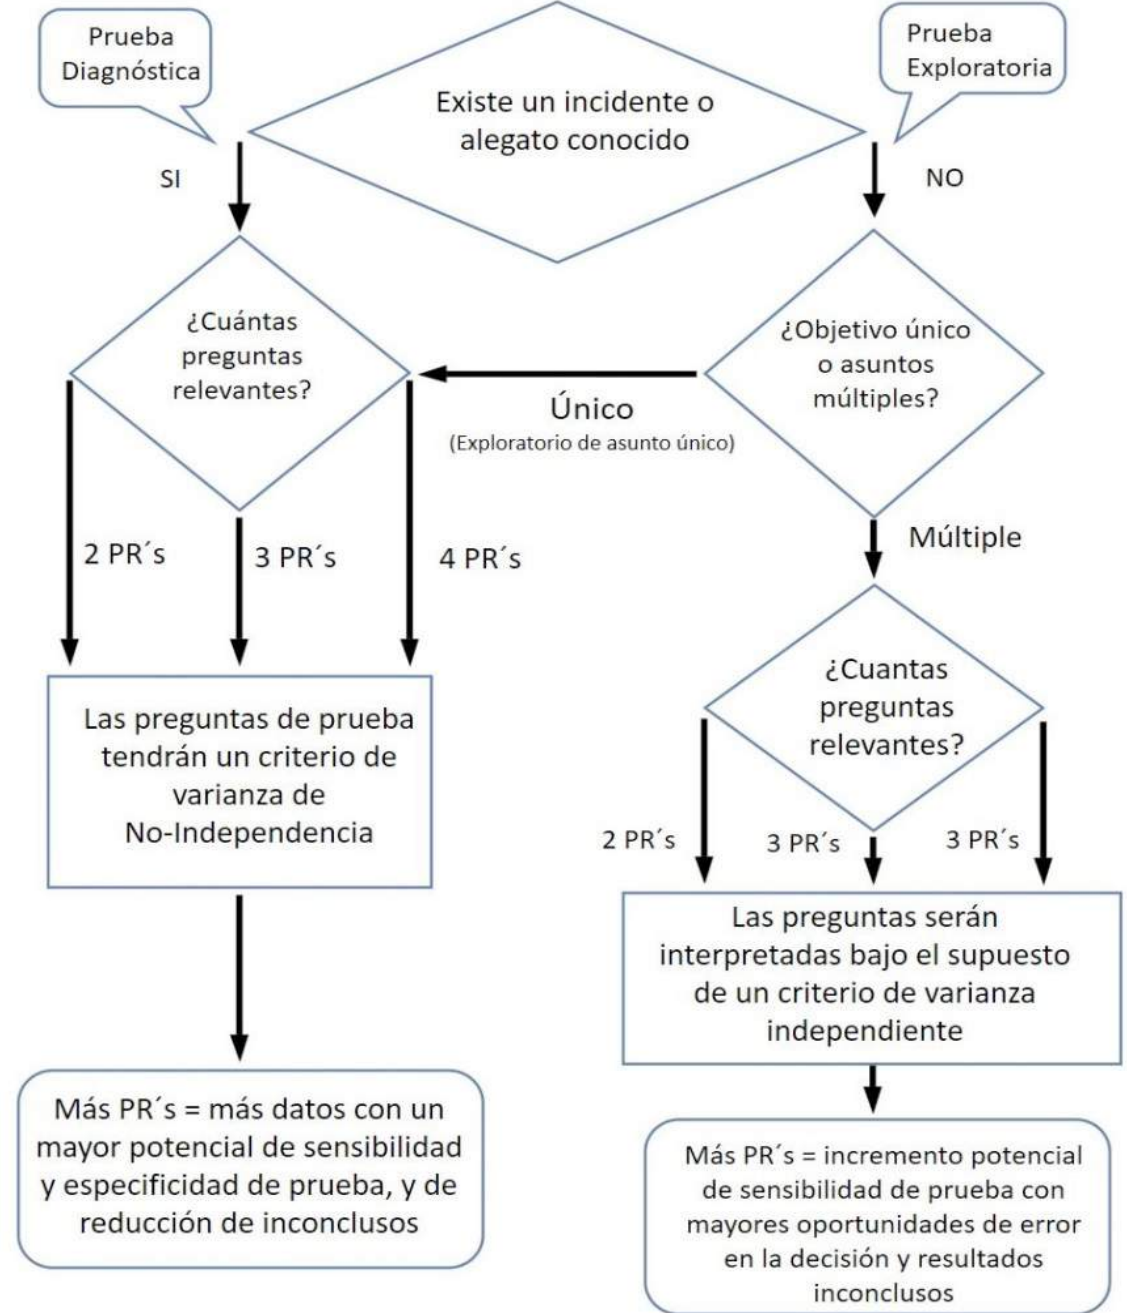 Prueba
Diagnóstica
Existe un incidente o
alegato conocido
Prueba
Exploratoria
SI
NO
¿Cuántas
preguntas
relevantes?
¿Objetivo único
o asuntos
múltiples?
Único
(Exploratorio de asunto único)
2 PR´s
3 PR´s
4 PR´s
Múltiple
¿Cuantas
preguntas
relevantes?
2 PR´s
3 PR´s
3 PR´s
Las preguntas de prueba
tendrán un criterio de
varianza de
No-Independencia
Las preguntas serán
interpretadas bajo el supuesto
de un criterio de varianza
independiente
Más PR´s = más datos con un
mayor potencial de sensibilidad
y especificidad de prueba, y de
reducción de inconclusos
Más PR´s = incremento potencial
de sensibilidad de prueba con
mayores oportunidades de error
en la decisión y resultados
inconclusos